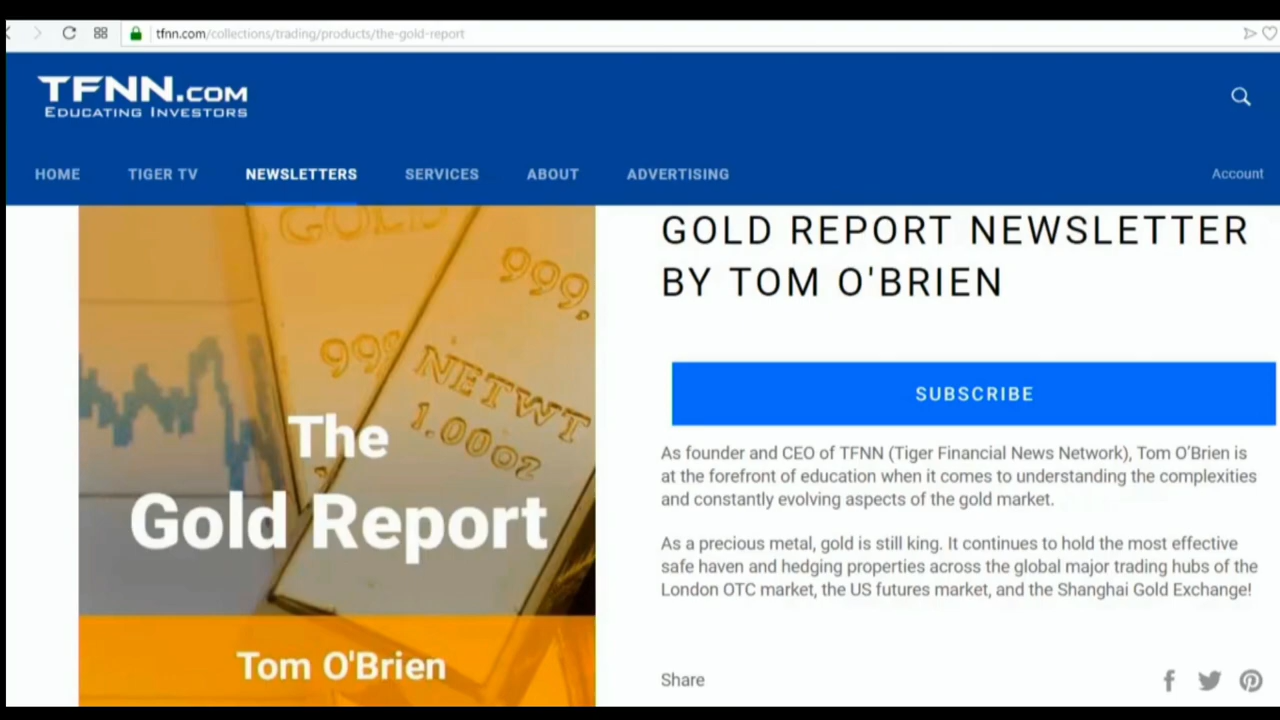 tfnn.com/collections/trading/products/the-gold-report
TFNN.COM
EDUCATING INVESTORS
HOME TIGER TV NEWSLETTERS SERVICES ABOUT ADVERTISING
Account
GOLD
999.
999
NETWT
1.00oz
The
Gold Report
Tom O'Brien
GOLD REPORT NEWSLETTER
BY TOM O'BRIEN
SUBSCRIBE
As founder and CEO of TFNN (Tiger Financial News Network), Tom O'Brien is
at the forefront of education when it comes to understanding the complexities
and constantly evolving aspects of the gold market.
As a precious metal, gold is still king. It continues to hold the most effective
safe haven and hedging properties across the global major trading hubs of the
London OTC market, the US futures market, and the Shanghai Gold Exchange!
Share